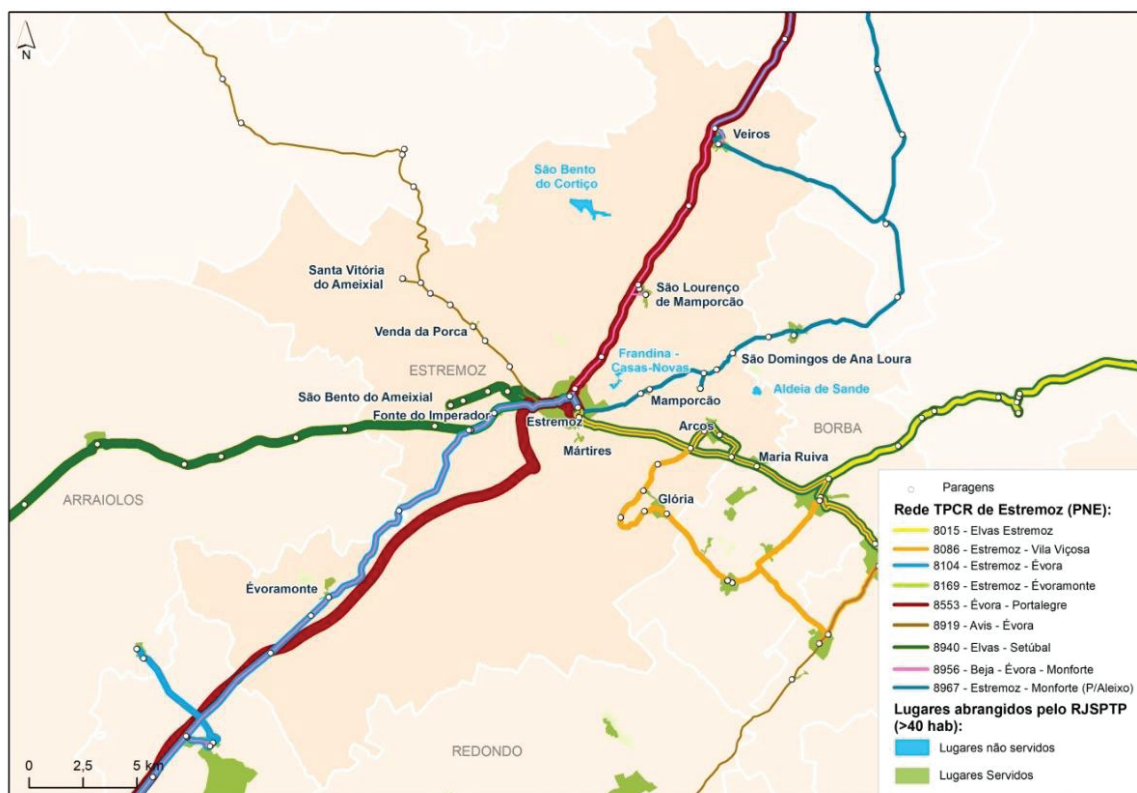 N
Veiros
São Bento
do Cortiço
Santa Vitória
do Ameixial
São Lourenço
de Mamporcão
Venda da Porca
Frandina -
Casas-Novas
São Domingos de Ana Loura
ESTREMOZ
Aldeia de Sande
São Bento do Ameixial
Mamporcão
Fonte do Imperador
Estremoz
Arcos
BORBA
Mártires
Maria Ruiva
ARRAIOLOS
Glória
Évoramonte
REDONDO
0 2,5 5 km
Paragens
Rede TPCR de Estremoz (PNE):
8015 - Elvas Estremoz
8086 - Estremoz - Vila Viçosa
8104 - Estremoz - Évora
8169 - Estremoz - Évoramonte
8553 - Évora - Portalegre
8919 - Avis - Évora
8940 - Elvas - Setúbal
8956 - Beja - Évora - Monforte
8967 - Estremoz - Monforte (P/Aleixo)
Lugares abrangidos pelo RJSPTP
(>40 hab):
Lugares não servidos
Lugares Servidos